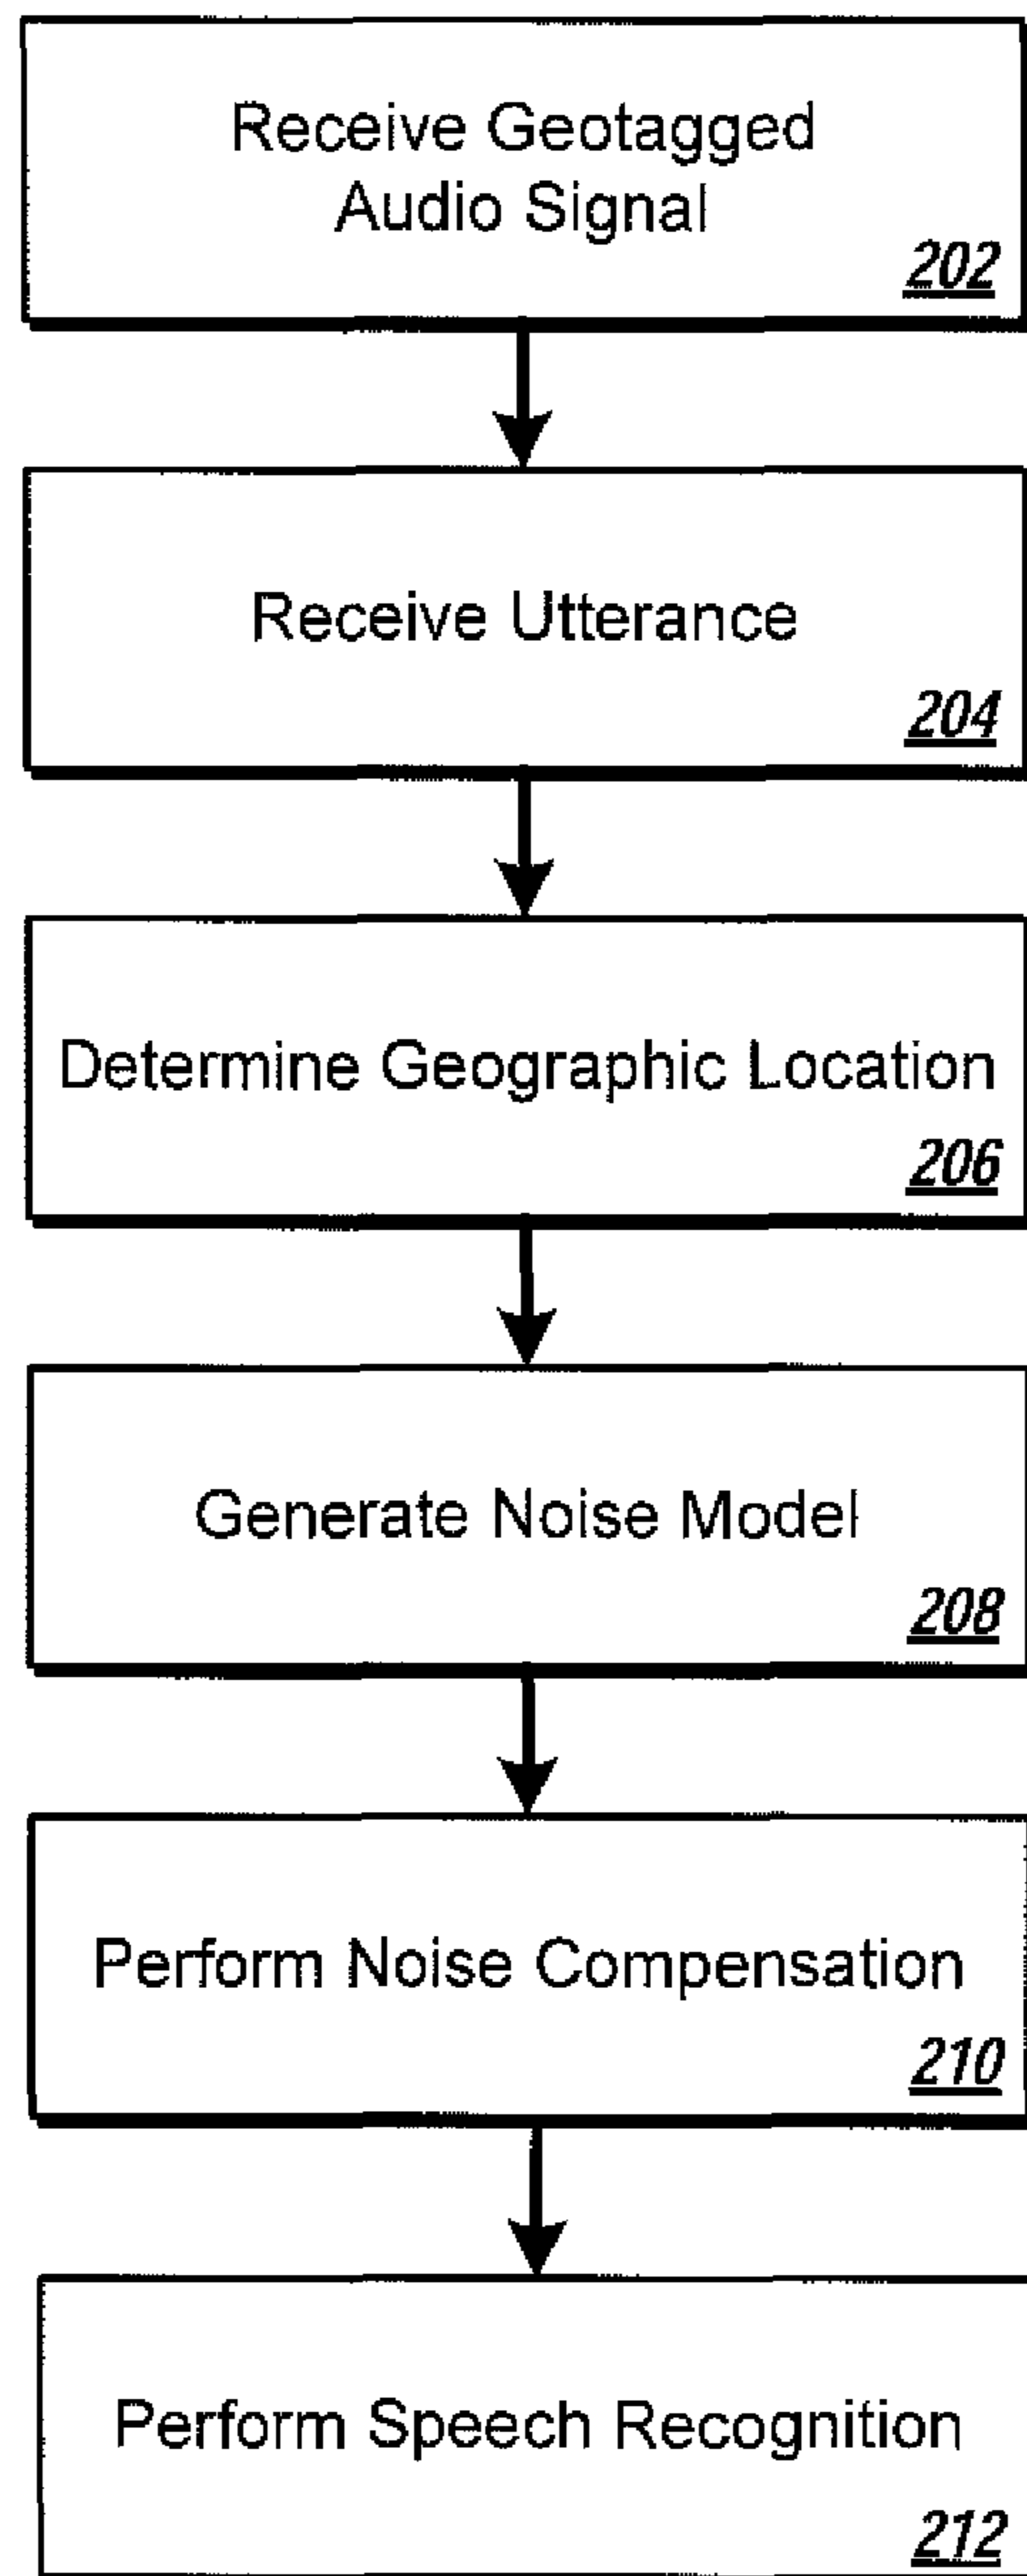 Receive Geotagged
Audio Signal
202
Receive Utterance
204
Determine Geographic Location
206
Generate Noise Model
208
Perform Noise Compensation
210
Perform Speech Recognition
212